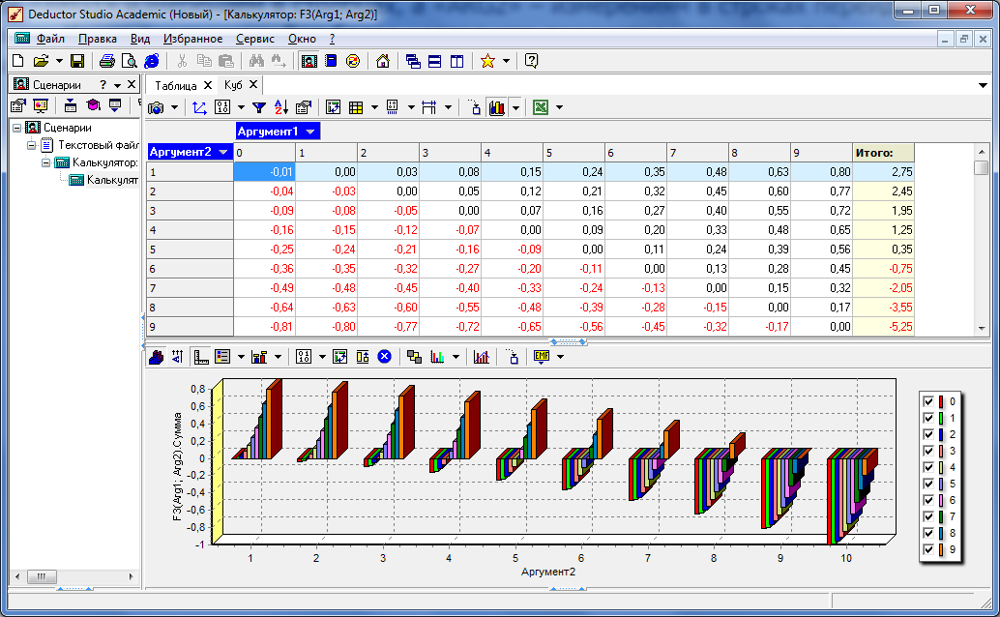 Deductor Studio Academic (Новый) - [Калькулятор: F3(Arg1; Arg2)]
Файл Правка Вид Избранное Сервис Окно ?
Сценарии ?
Таблица Куб
Сценарии
Текстовый файл
Калькулятор:
Калькулят
Аргумент1
Аргумент2 0 1 2 3 4 5 6 7 8 9 Итого:
1 -0,01 0,00 0,03 0,08 0,15 0,24 0,35 0,48 0,63 0,80 2,75
2 -0,04 -0,03 0,00 0,05 0,12 0,21 0,32 0,45 0,60 0,77 2,45
3 -0,09 -0,08 -0,05 0,00 0,07 0,16 0,27 0,40 0,55 0,72 1,95
4 -0,16 -0,15 -0,12 -0,07 0,00 0,09 0,20 0,33 0,48 0,65 1,25
5 -0,25 -0,24 -0,21 -0,16 -0,09 0,00 0,11 0,24 0,39 0,56 0,35
6 -0,36 -0,35 -0,32 -0,27 -0,20 -0,11 0,00 0,13 0,28 0,45 -0,75
7 -0,49 -0,48 -0,45 -0,40 -0,33 -0,24 -0,13 0,00 0,15 0,32 -2,05
8 -0,64 -0,63 -0,60 -0,55 -0,48 -0,39 -0,28 -0,15 0,00 0,17 -3,55
9 -0,81 -0,80 -0,77 -0,72 -0,65 -0,56 -0,45 -0,32 -0,17 0,00 -5,25
EMF
F3(Arg1; Arg2).Сумма
0,8
0,6
0,4
0,2
0
-0,2
-0,4
-0,6
-0,8
-1
1 2 3 4 5 6 7 8 9 10
Аргумент2
0
1
2
3
4
5
6
7
8
9